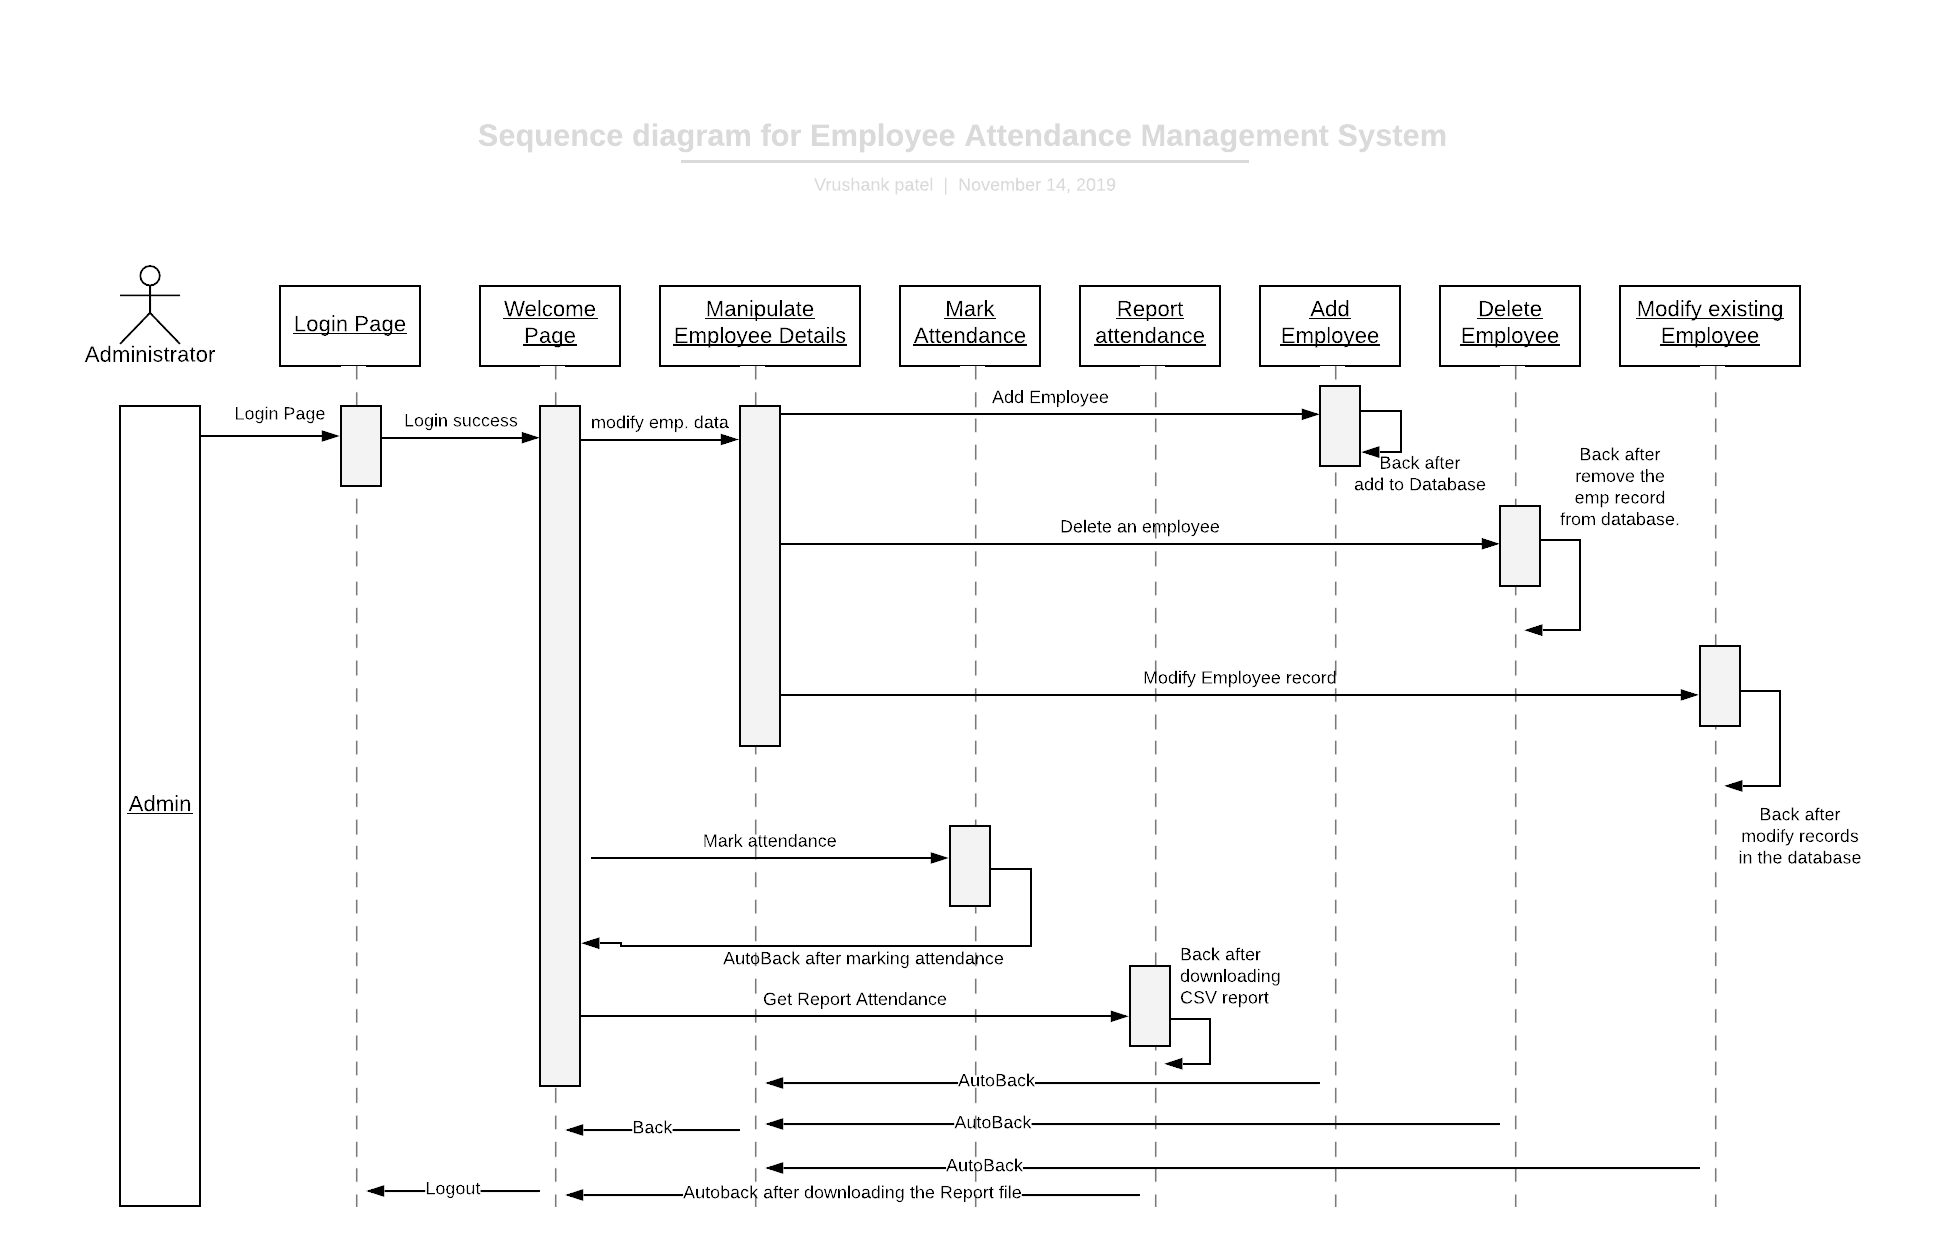 Sequence diagram for Employee Attendance Management System
Vrushank patel | November 14, 2019
Administrator
Login Page
Welcome
Page
Manipulate
Employee Details
Mark
Attendance
Report
attendance
Add
Employee
Delete
Employee
Modify existing
Employee
Login Page
Login success
modify emp. data
Add Employee
Back after
add to Database
Back after
remove the
emp record
from database.
Delete an employee
Modify Employee record
Admin
Back after
modify records
in the database
Mark attendance
AutoBack after marking attendance
Back after
downloading
CSV report
Get Report Attendance
AutoBack
AutoBack
Back
AutoBack
Logout
Autoback after downloading the Report file